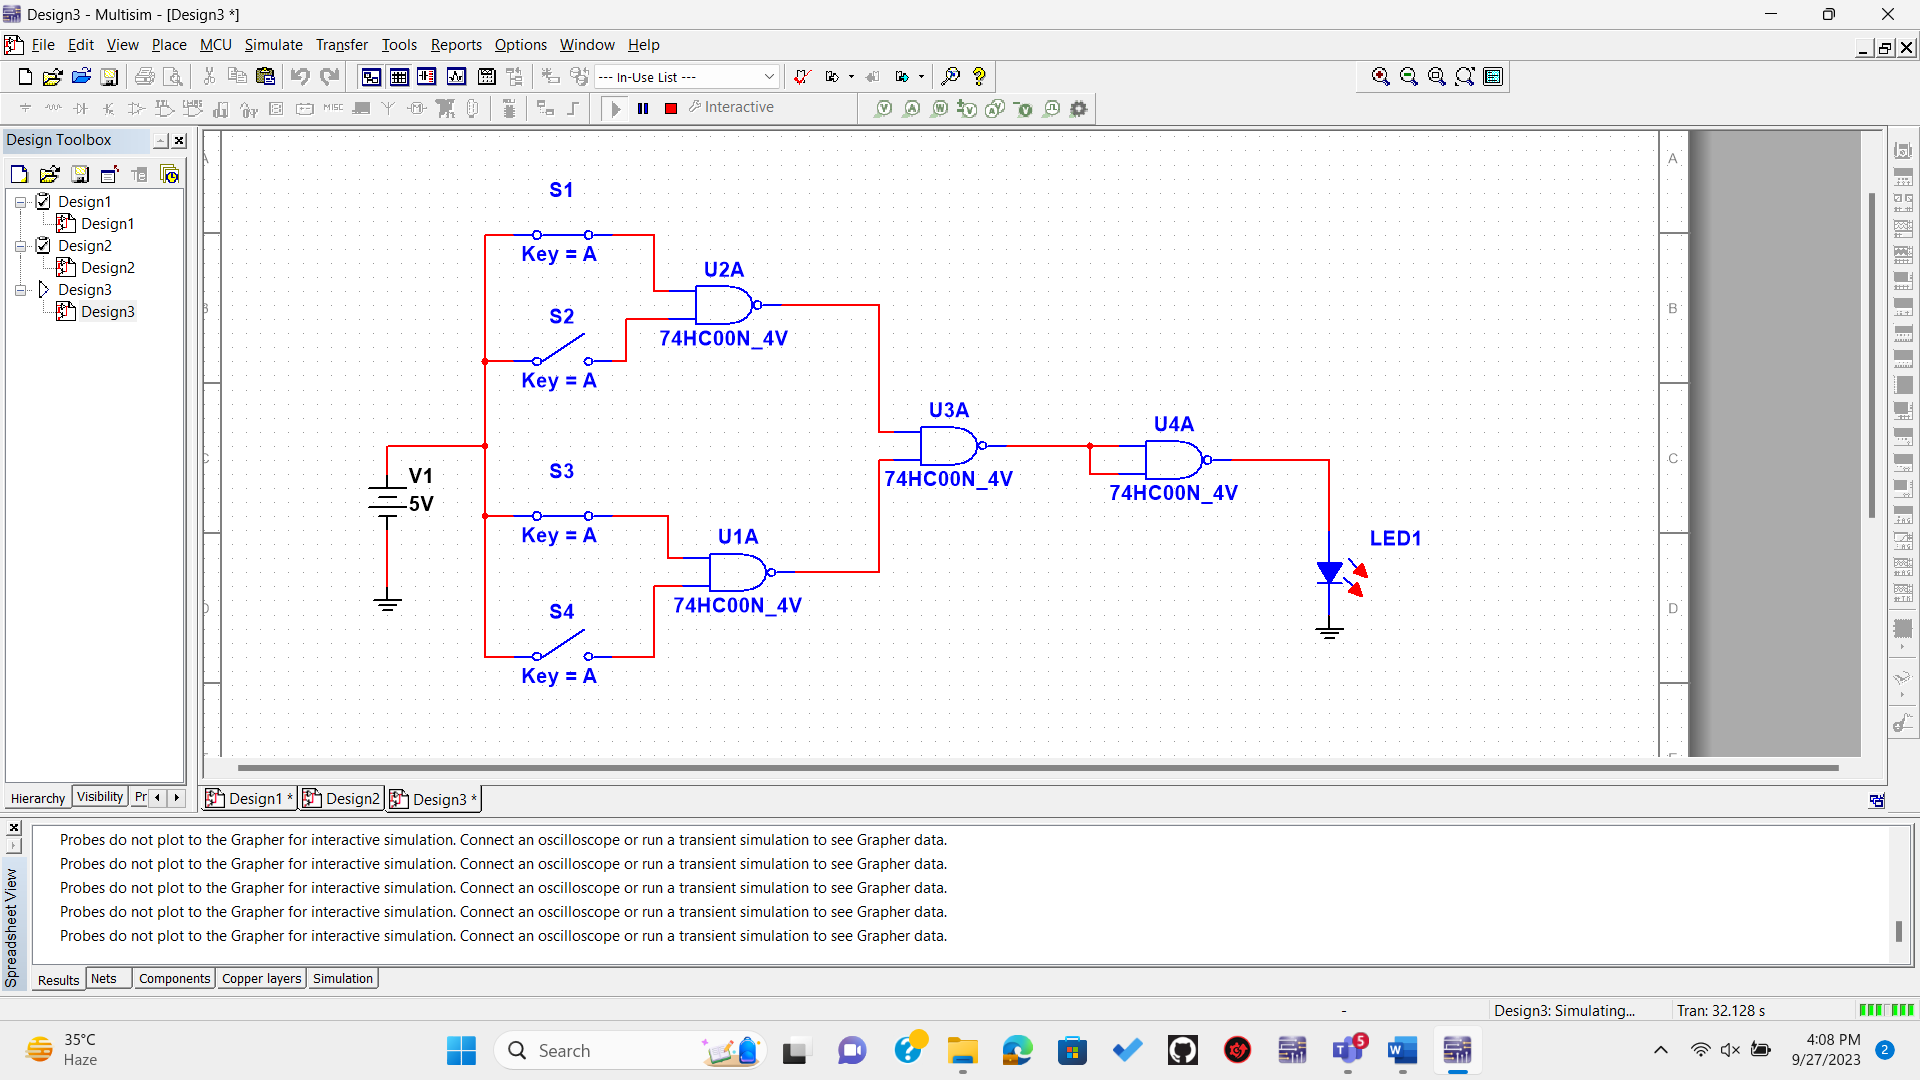 Design3 - Multisim - [Design3 *]
File Edit View Place MCU Simulate Transfer Tools Reports Options Window Help
--- In-Use List ---
MISC
Interactive
Design Toolbox
Design1
Design1
Design2
Design2
Design3
Design3
Hierarchy Visibility Pr
A
B
C
D
A
B
C
D
S1
Key = A
S2
Key = A
U2A
74HC00N_4V
V1
5V
S3
Key = A
S4
Key = A
U1A
74HC00N_4V
U3A
74HC00N_4V
U4A
74HC00N_4V
LED1
Design1 * Design2 Design3 *
Spreadsheet View
Probes do not plot to the Grapher for interactive simulation. Connect an oscilloscope or run a transient simulation to see Grapher data.
Probes do not plot to the Grapher for interactive simulation. Connect an oscilloscope or run a transient simulation to see Grapher data.
Probes do not plot to the Grapher for interactive simulation. Connect an oscilloscope or run a transient simulation to see Grapher data.
Probes do not plot to the Grapher for interactive simulation. Connect an oscilloscope or run a transient simulation to see Grapher data.
Probes do not plot to the Grapher for interactive simulation. Connect an oscilloscope or run a transient simulation to see Grapher data.
Results Nets Components Copper layers Simulation
- Design3: Simulating... Tran: 32.128 s
35°C
Haze
Search
5
4:08 PM
9/27/2023
2